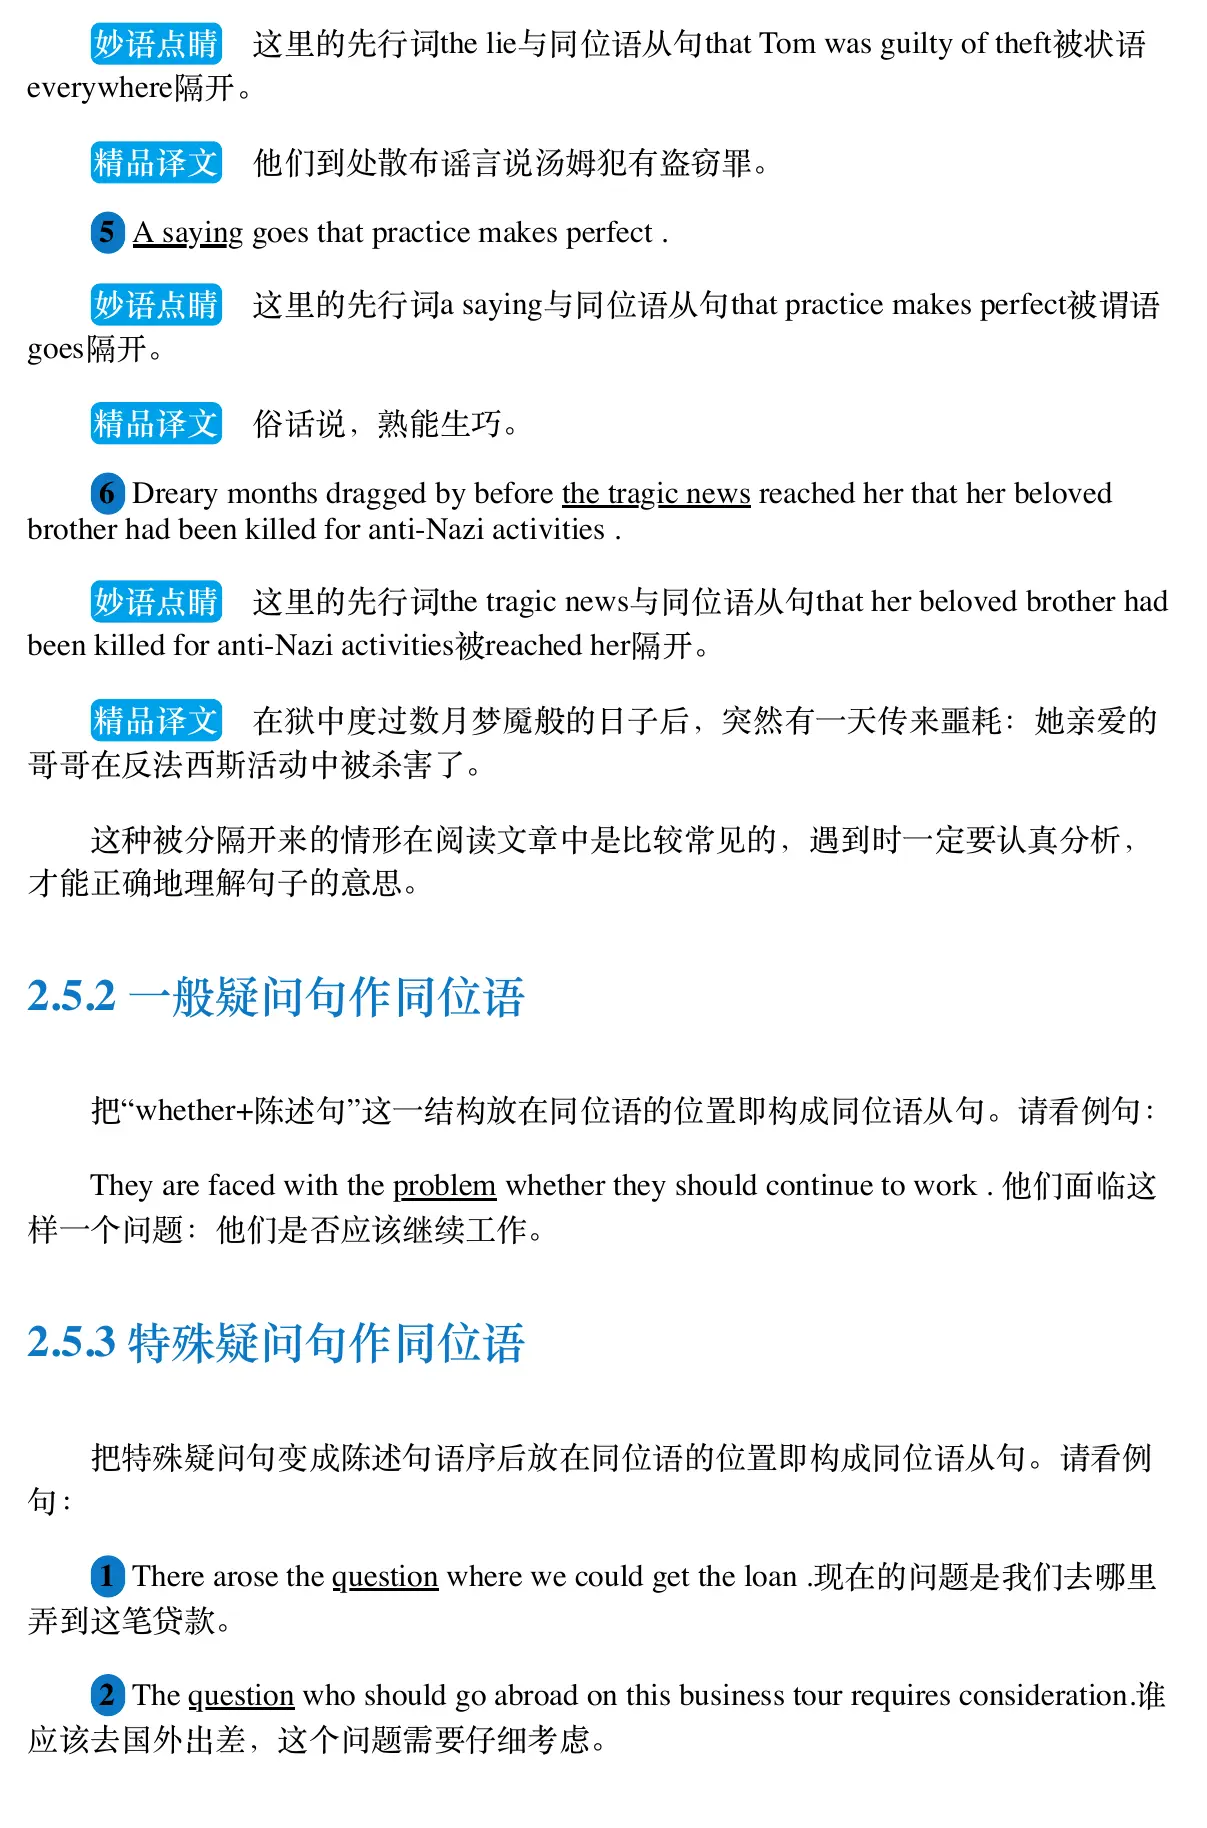 妙语点睛 这里的先行词the lie与同位语从句that Tom was guilty of theft被状语
everywhere隔开。
精品译文 他们到处散布谣言说汤姆犯有盗窃罪。
5 A saying goes that practice makes perfect .
妙语点睛 这里的先行词a saying与同位语从句that practice makes perfect被谓语
goes隔开。
精品译文 俗话说，熟能生巧。
6 Dreary months dragged by before the tragic news reached her that her beloved
brother had been killed for anti-Nazi activities .
妙语点睛 这里的先行词the tragic news与同位语从句that her beloved brother had
been killed for anti-Nazi activities被reached her隔开。
精品译文 在狱中度过数月梦魇般的日子后，突然有一天传来噩耗：她亲爱的
哥哥在反法西斯活动中被杀害了。
这种被分隔开来的情形在阅读文章中是比较常见的，遇到时一定要认真分析，
才能正确地理解句子的意思。
2.5.2 一般疑问句作同位语
把“whether+陈述句”这一结构放在同位语的位置即构成同位语从句。请看例句：
They are faced with the problem whether they should continue to work . 他们面临这
样一个问题：他们是否应该继续工作。
2.5.3 特殊疑问句作同位语
把特殊疑问句变成陈述句语序后放在同位语的位置即构成同位语从句。请看例
句：
1 There arose the question where we could get the loan .现在的问题是我们去哪里
弄到这笔贷款。
2 The question who should go abroad on this business tour requires consideration.谁
应该去国外出差，这个问题需要仔细考虑。